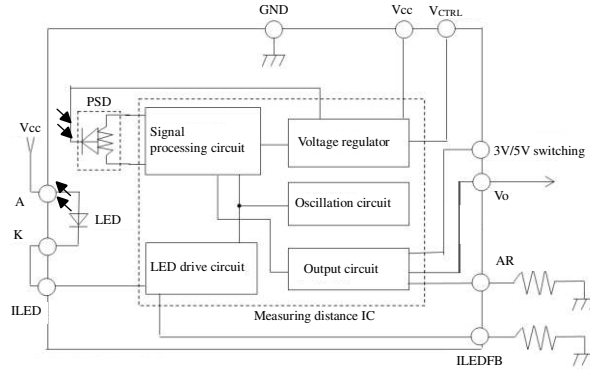 GND
Vcc
VCTRL
PSD
Vcc
Signal
processing circuit
Voltage regulator
3V/5V switching
A
Oscillation circuit
Vo
LED
K
LED drive circuit
Output circuit
AR
ILED
Measuring distance IC
ILEDFB